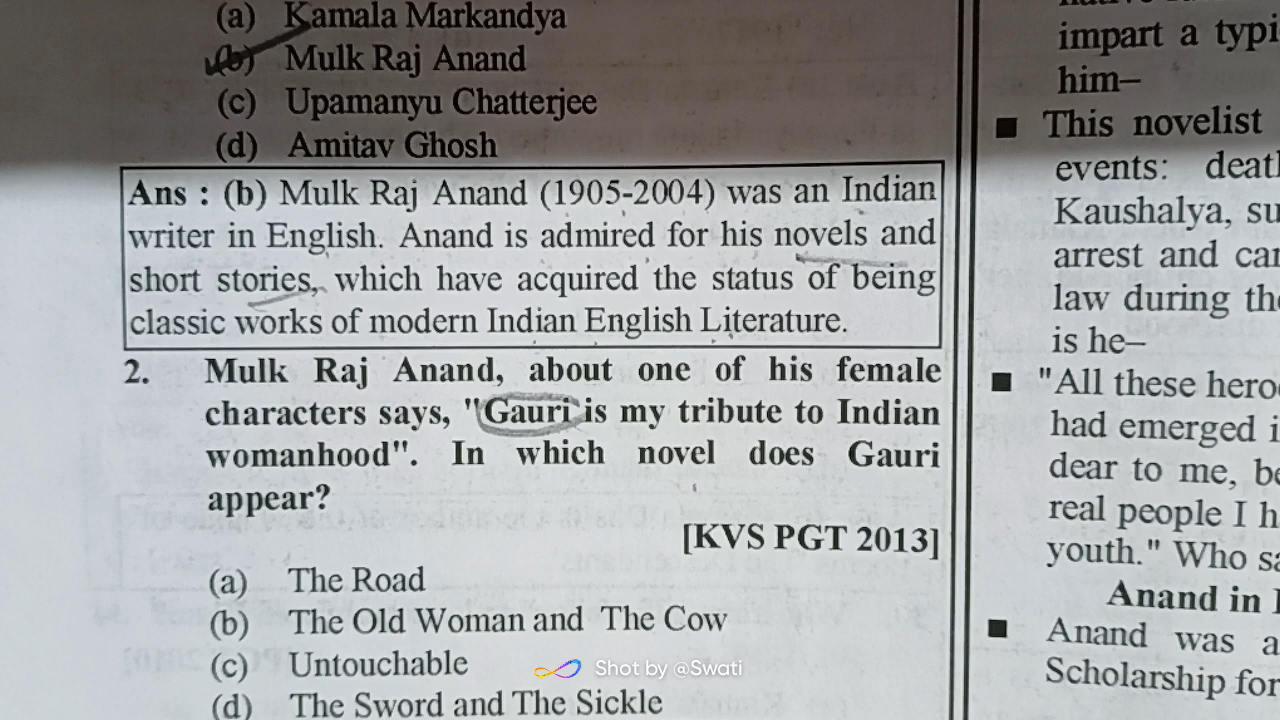 (a) Kamala Markandya
(b) Mulk Raj Anand
(c) Upamanyu Chatterjee
(d) Amitav Ghosh
Ans : (b) Mulk Raj Anand (1905-2004) was an Indian
writer in English. Anand is admired for his novels and
short stories, which have acquired the status of being
classic works of modern Indian English Literature.
2. Mulk Raj Anand, about one of his female
characters says, "Gauri is my tribute to Indian
womanhood". In which novel does Gauri
appear?
[KVS PGT 2013]
(a) The Road
(b) The Old Woman and The Cow
(c) Untouchable
(d) The Sword and The Sickle
impart a typi
him–
■ This novelist
events: deatl
Kaushalya, su
arrest and car
law during the
is he–
■ "All these hero
had emerged i
dear to me, be
real people I h
youth." Who sa
Anand in
■ Anand was a
Scholarship for
Shot by @Swati